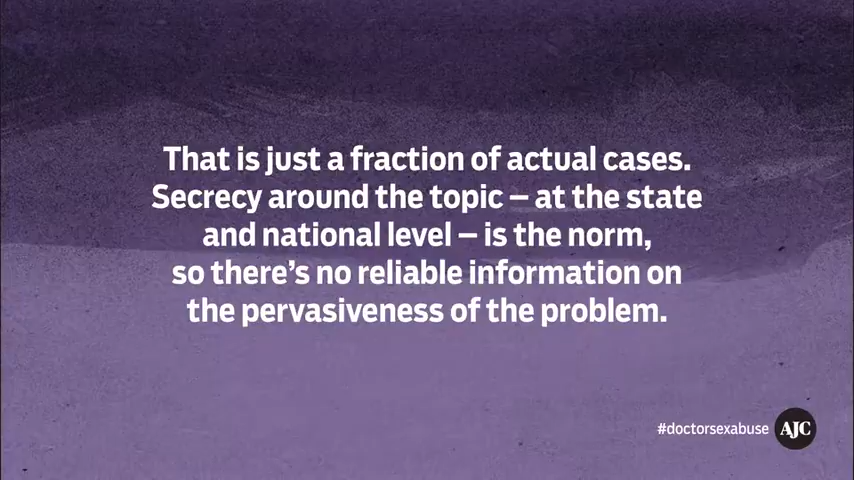 That is just a fraction of actual cases.
Secrecy around the topic – at the state
and national level – is the norm,
so there's no reliable information on
the pervasiveness of the problem.
#doctorsexabuse AJC